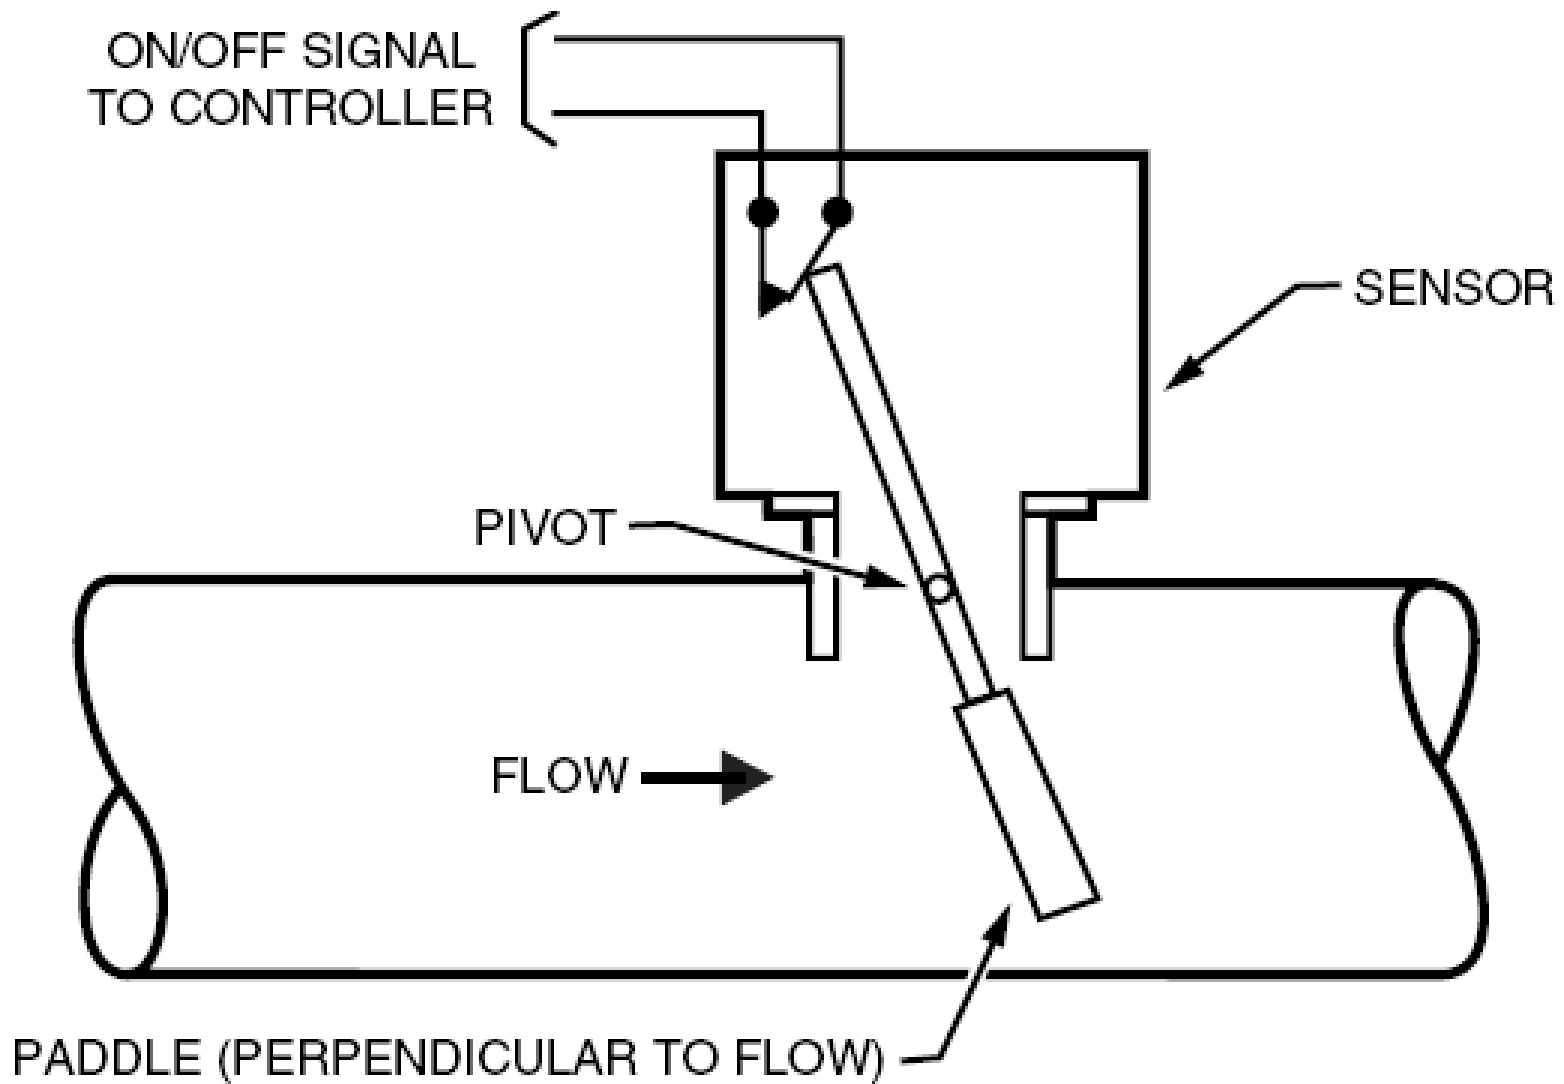 ON/OFF SIGNAL
TO CONTROLLER
SENSOR
PIVOT
FLOW
PADDLE (PERPENDICULAR TO FLOW)